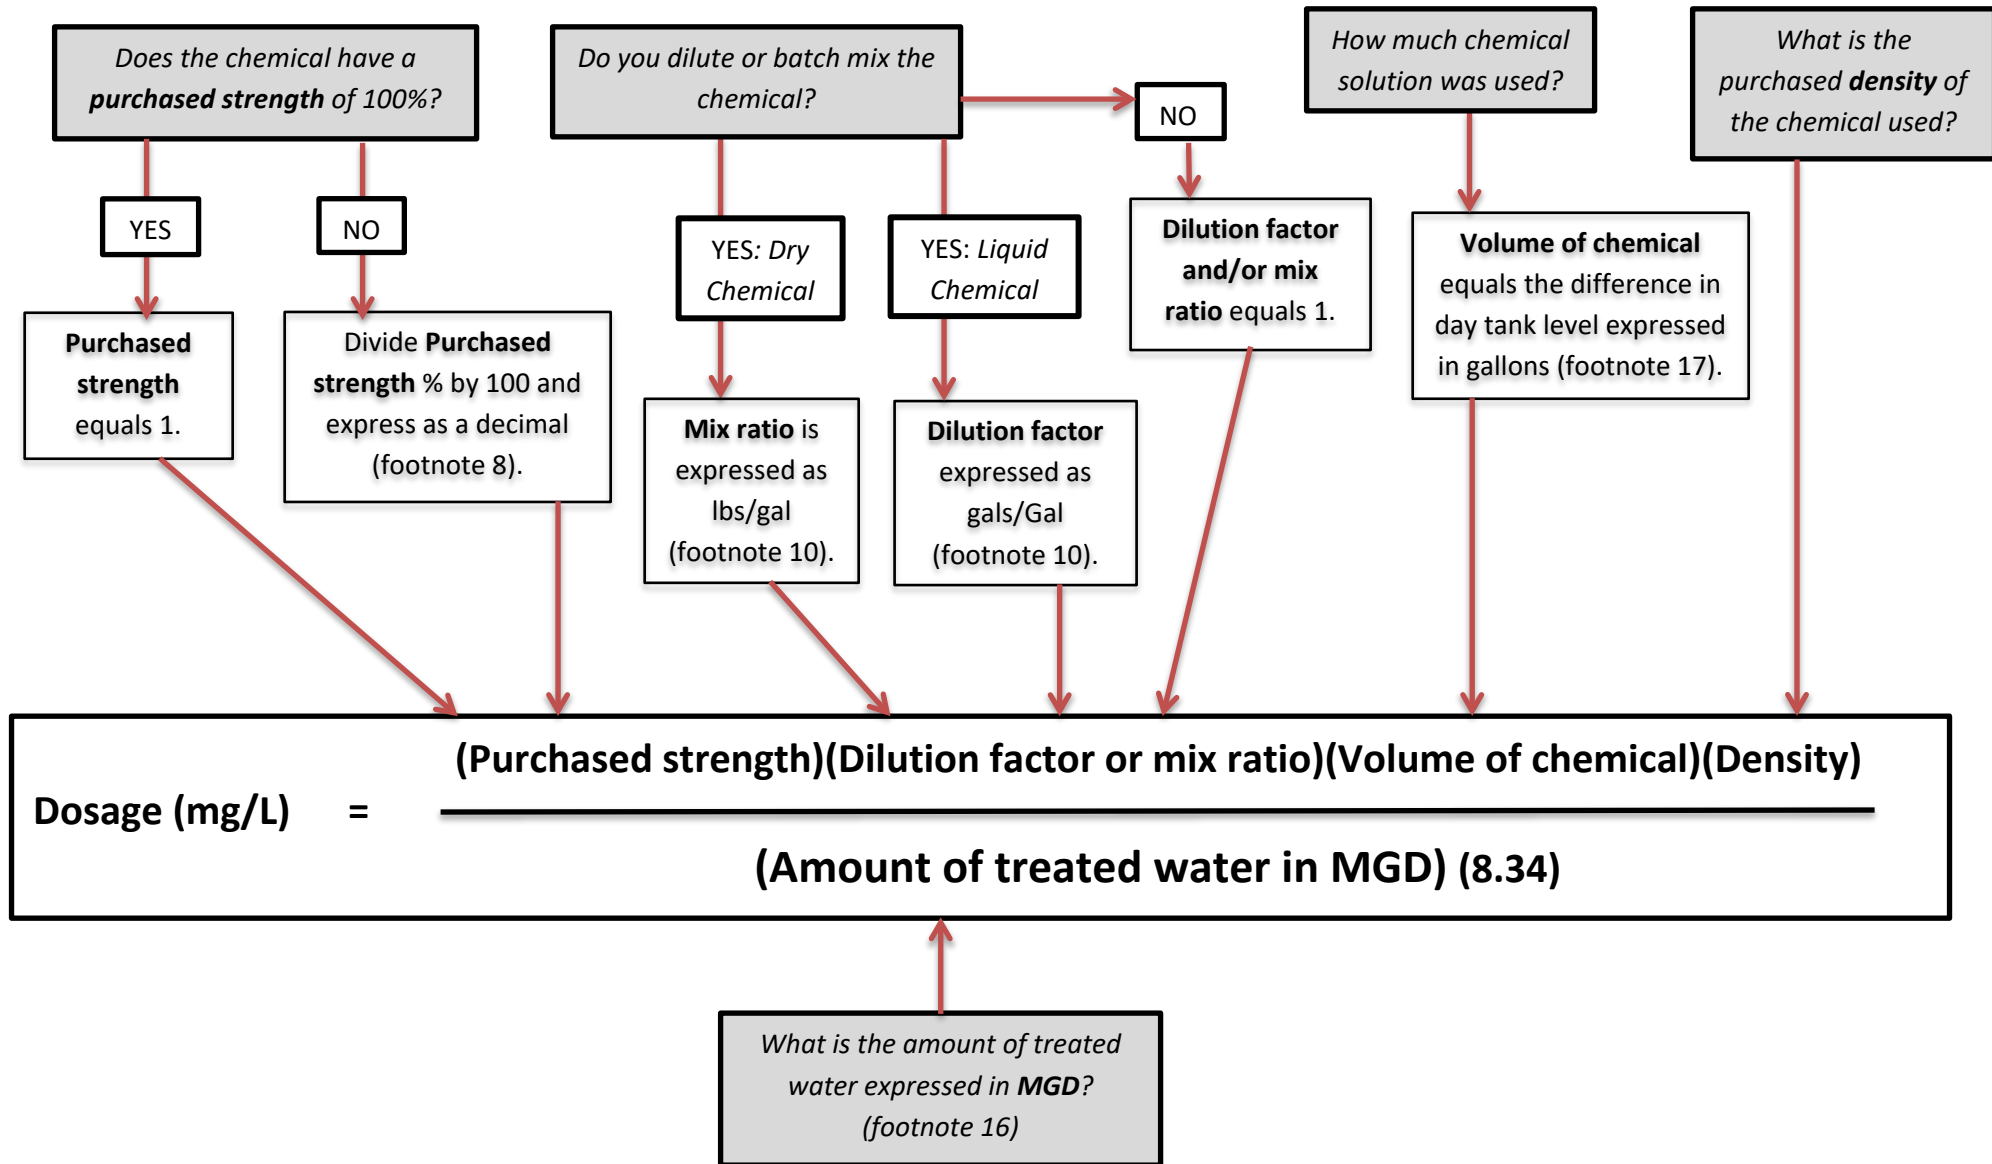 Does the chemical have a
purchased strength of 100%?
YES
NO
Purchased
strength
equals 1.
Divide Purchased
strength % by 100 and
express as a decimal
(footnote 8).
Do you dilute or batch mix the
chemical?
NO
YES: Dry
Chemical
YES: Liquid
Chemical
Mix ratio is
expressed as
lbs/gal
(footnote 10).
Dilution factor
expressed as
gals/Gal
(footnote 10).
Dilution factor
and/or mix
ratio equals 1.
How much chemical
solution was used?
Volume of chemical
equals the difference in
day tank level expressed
in gallons (footnote 17).
What is the
purchased density of
the chemical used?
Dosage (mg/L) =
(Purchased strength)(Dilution factor or mix ratio)(Volume of chemical)(Density)
(Amount of treated water in MGD) (8.34)
What is the amount of treated
water expressed in MGD?
(footnote 16)